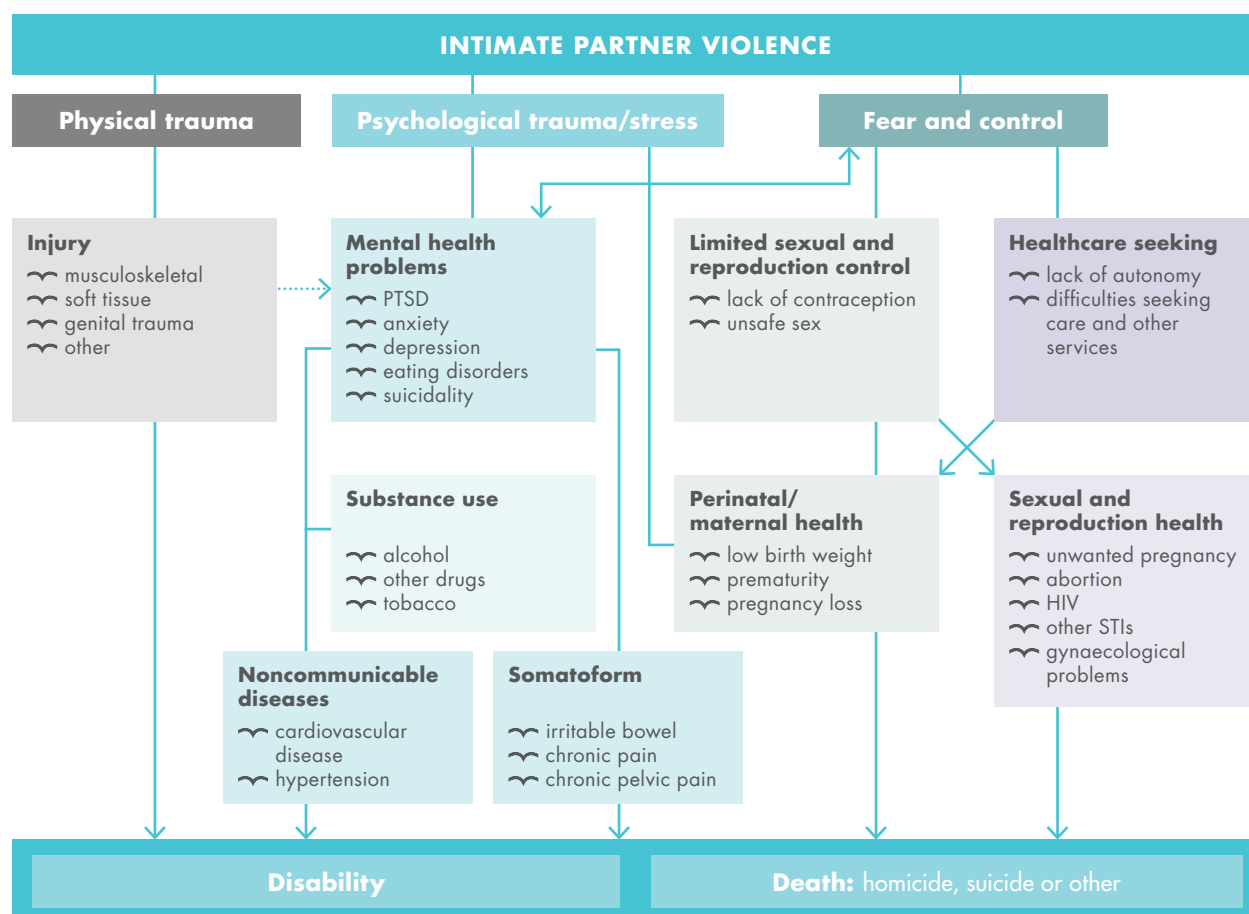 INTIMATE PARTNER VIOLENCE
Physical trauma
Psychological trauma/stress
Fear and control
Injury
musculoskeletal
soft tissue
genital trauma
other
Mental health
problems
PTSD
anxiety
depression
eating disorders
suicidality
Limited sexual and
reproduction control
lack of contraception
unsafe sex
Healthcare seeking
lack of autonomy
difficulties seeking
care and other
services
Substance use
alcohol
other drugs
tobacco
Perinatal/
maternal health
low birth weight
prematurity
pregnancy loss
Sexual and
reproduction health
unwanted pregnancy
abortion
HIV
other STIs
gynaecological
problems
Noncommunicable
diseases
cardiovascular
disease
hypertension
Somatoform
irritable bowel
chronic pain
chronic pelvic pain
Disability
Death: homicide, suicide or other